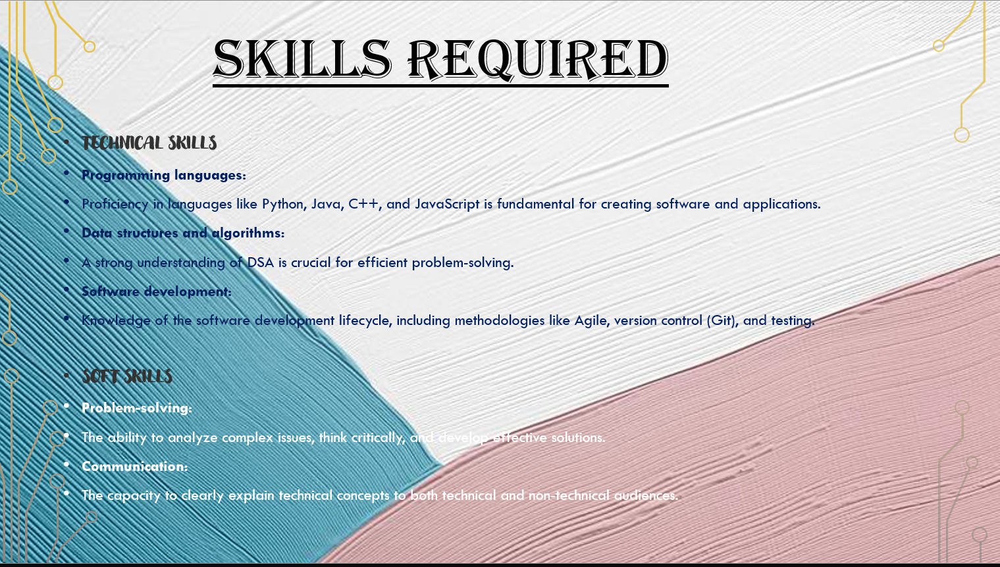 SKILLS REQUIRED
• TECHNICAL SKILLS
• Programming languages:
• Proficiency in languages like Python, Java, C++, and JavaScript is fundamental for creating software and applications.
• Data structures and algorithms:
• A strong understanding of DSA is crucial for efficient problem-solving.
• Software development:
• Knowledge of the software development lifecycle, including methodologies like Agile, version control (Git), and testing.
• SOFT SKILLS
• Problem-solving:
• The ability to analyze complex issues, think critically, and develop effective solutions.
• Communication:
• The capacity to clearly explain technical concepts to both technical and non-technical audiences.